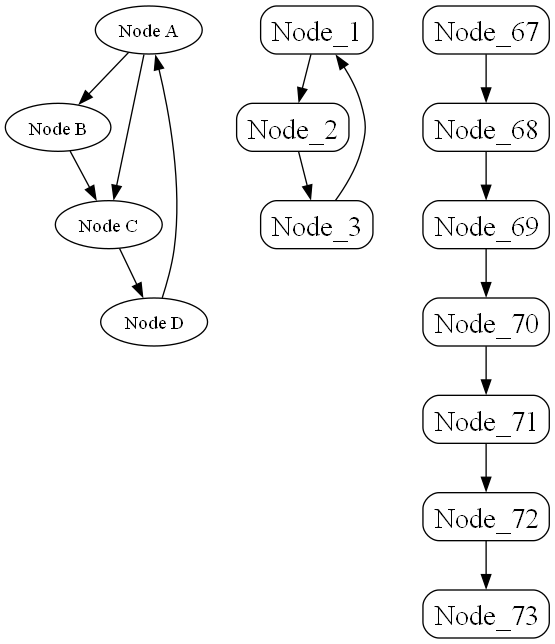 Node A
Node B
Node C
Node D
Node_1
Node_2
Node_3
Node_67
Node_68
Node_69
Node_70
Node_71
Node_72
Node_73